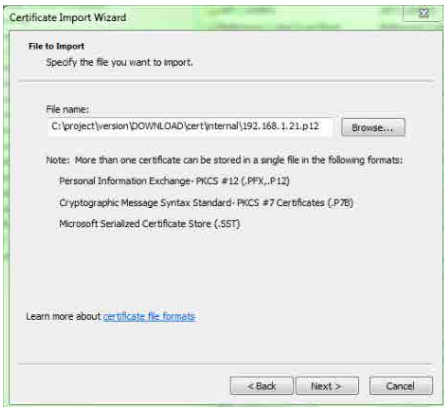 Certificate Import Wizard
File to Import
Specify the file you want to import.
File name:
C:\project\version\DOWNLOAD\cert\internal\192.168.1.21.p12
Browse...
Note: More than one certificate can be stored in a single file in the following formats:
Personal Information Exchange- PKCS #12 (.PFX,.P12)
Cryptographic Message Syntax Standard- PKCS #7 Certificates (.P7B)
Microsoft Serialized Certificate Store (.SST)
Learn more about certificate file formats
< Back
Next >
Cancel